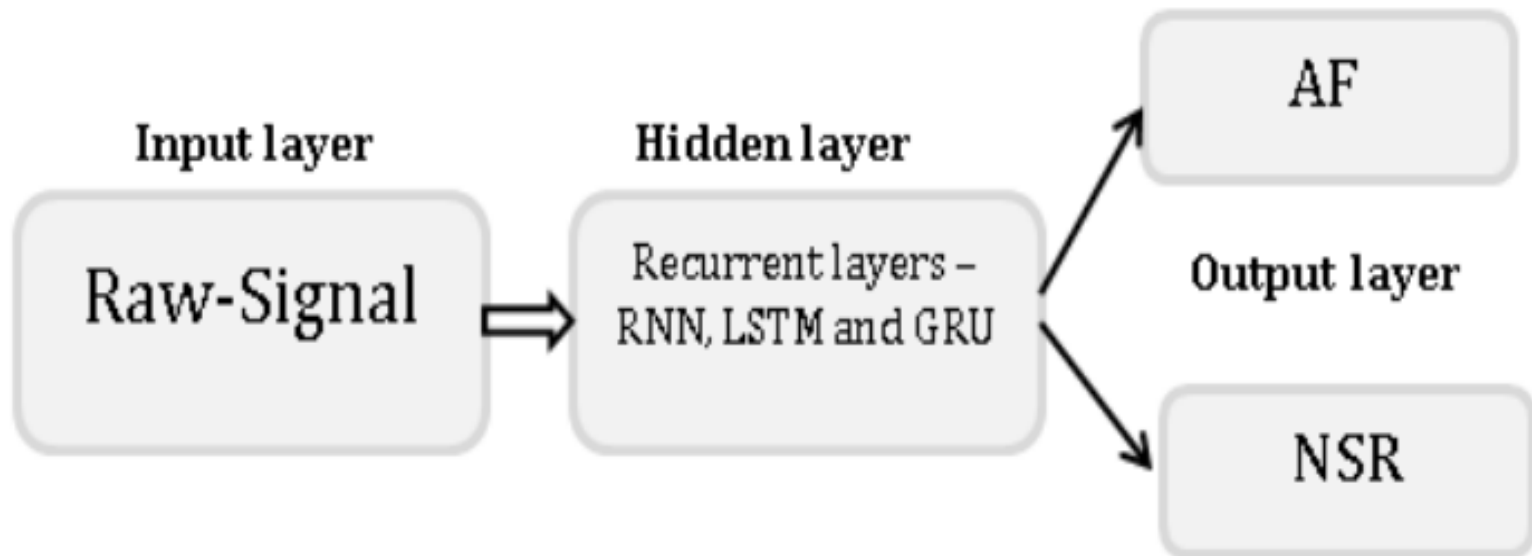 Input layer
Raw-Signal
Hidden layer
Recurrent layers –
RNN, LSTM and GRU
AF
Output layer
NSR